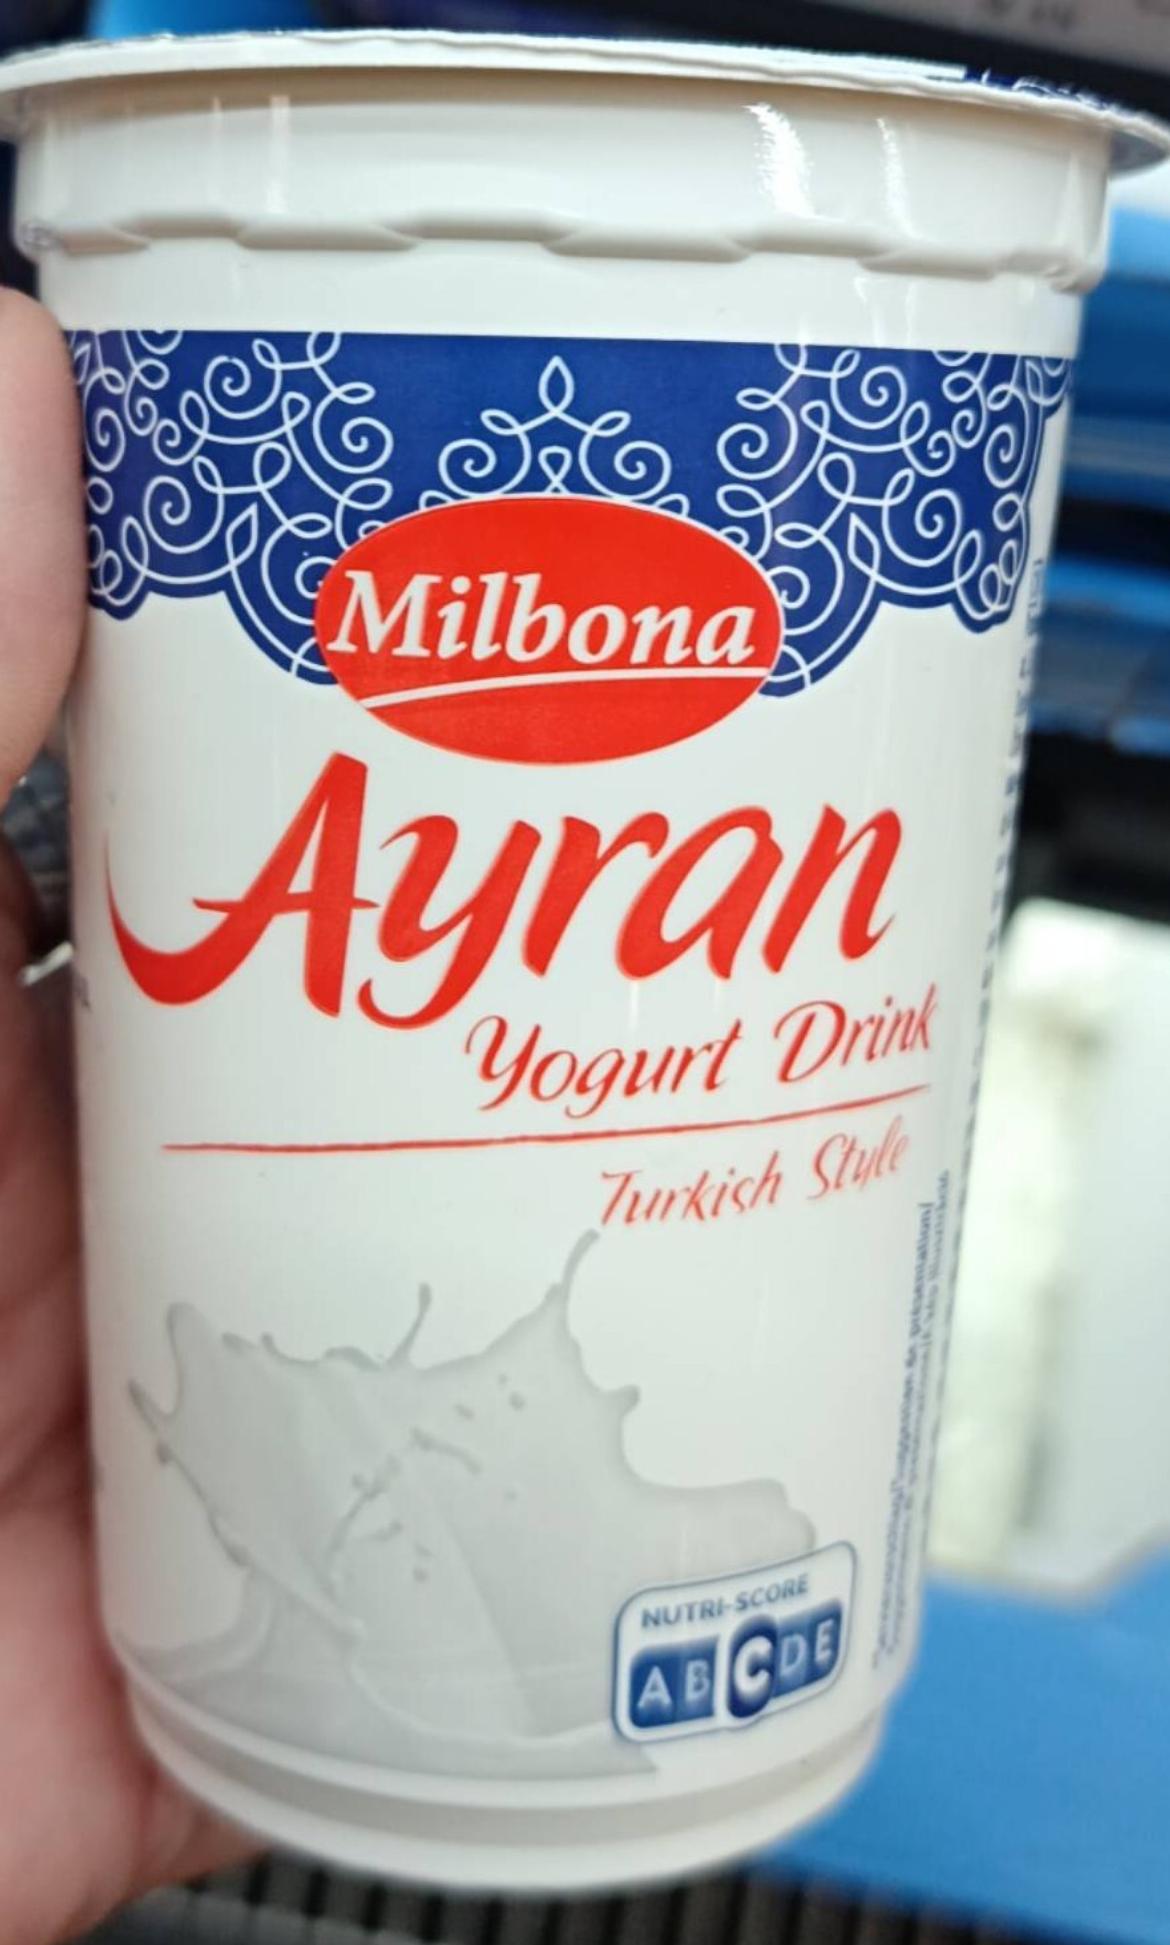 Milbona
Ayran
Yogurt Drink
Turkish Style
NUTRI-SCORE
A B C D E